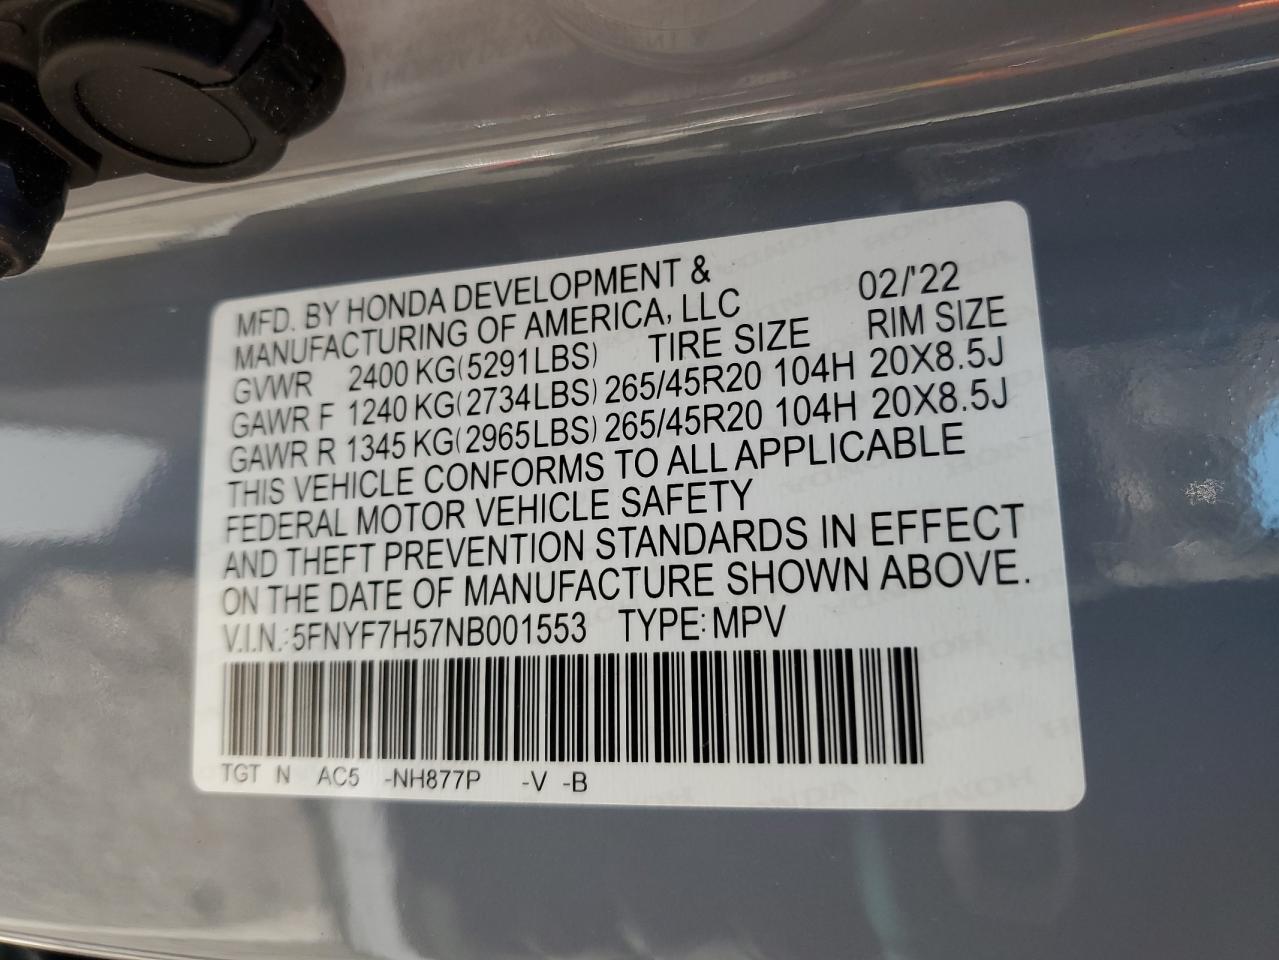 MFD. BY HONDA DEVELOPMENT &
MANUFACTURING OF AMERICA, LLC 02/'22
GVWR 2400 KG(5291LBS) TIRE SIZE RIM SIZE
GAWR F 1240 KG(2734LBS) 265/45R20 104H 20X8.5J
GAWR R 1345 KG(2965LBS) 265/45R20 104H 20X8.5J
THIS VEHICLE CONFORMS TO ALL APPLICABLE
FEDERAL MOTOR VEHICLE SAFETY
AND THEFT PREVENTION STANDARDS IN EFFECT
ON THE DATE OF MANUFACTURE SHOWN ABOVE.
V.I.N.: 5FNYF7H57NB001553 TYPE: MPV
TGT N AC5 -NH877P -V -B